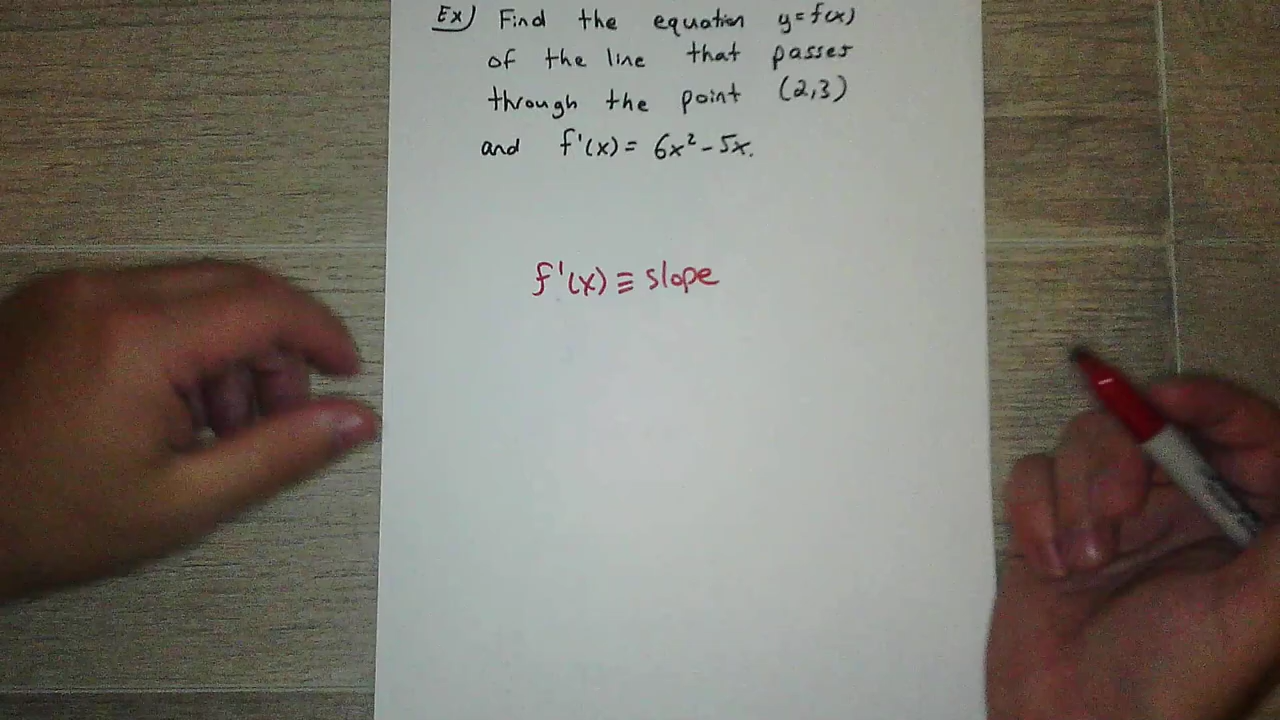 Ex) Find the equation y=f(x)
of the line that passes
through the point (2,3)
and f'(x) = 6x² - 5x.
f'(x) ≡ slope